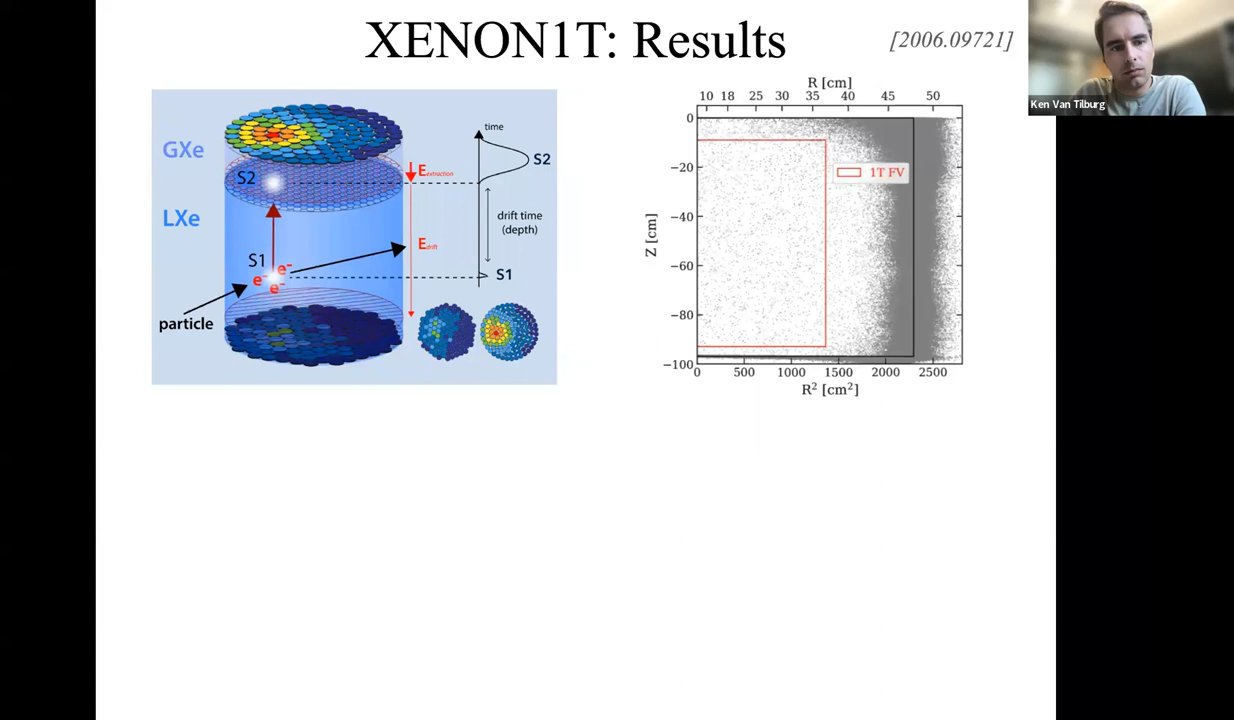 XENON1T: Results
[2006.09721]
Ken Van Tilburg
GXe
LXe
S2
S1
e-
e-
e-
particle
E extraction
E drift
time
S2
drift time
(depth)
S1
R [cm]
10 18 25 30 35 40 45 50
0
−20
−40
−60
−80
−100
Z [cm]
1T FV
0 500 1000 1500 2000 2500
R² [cm²]